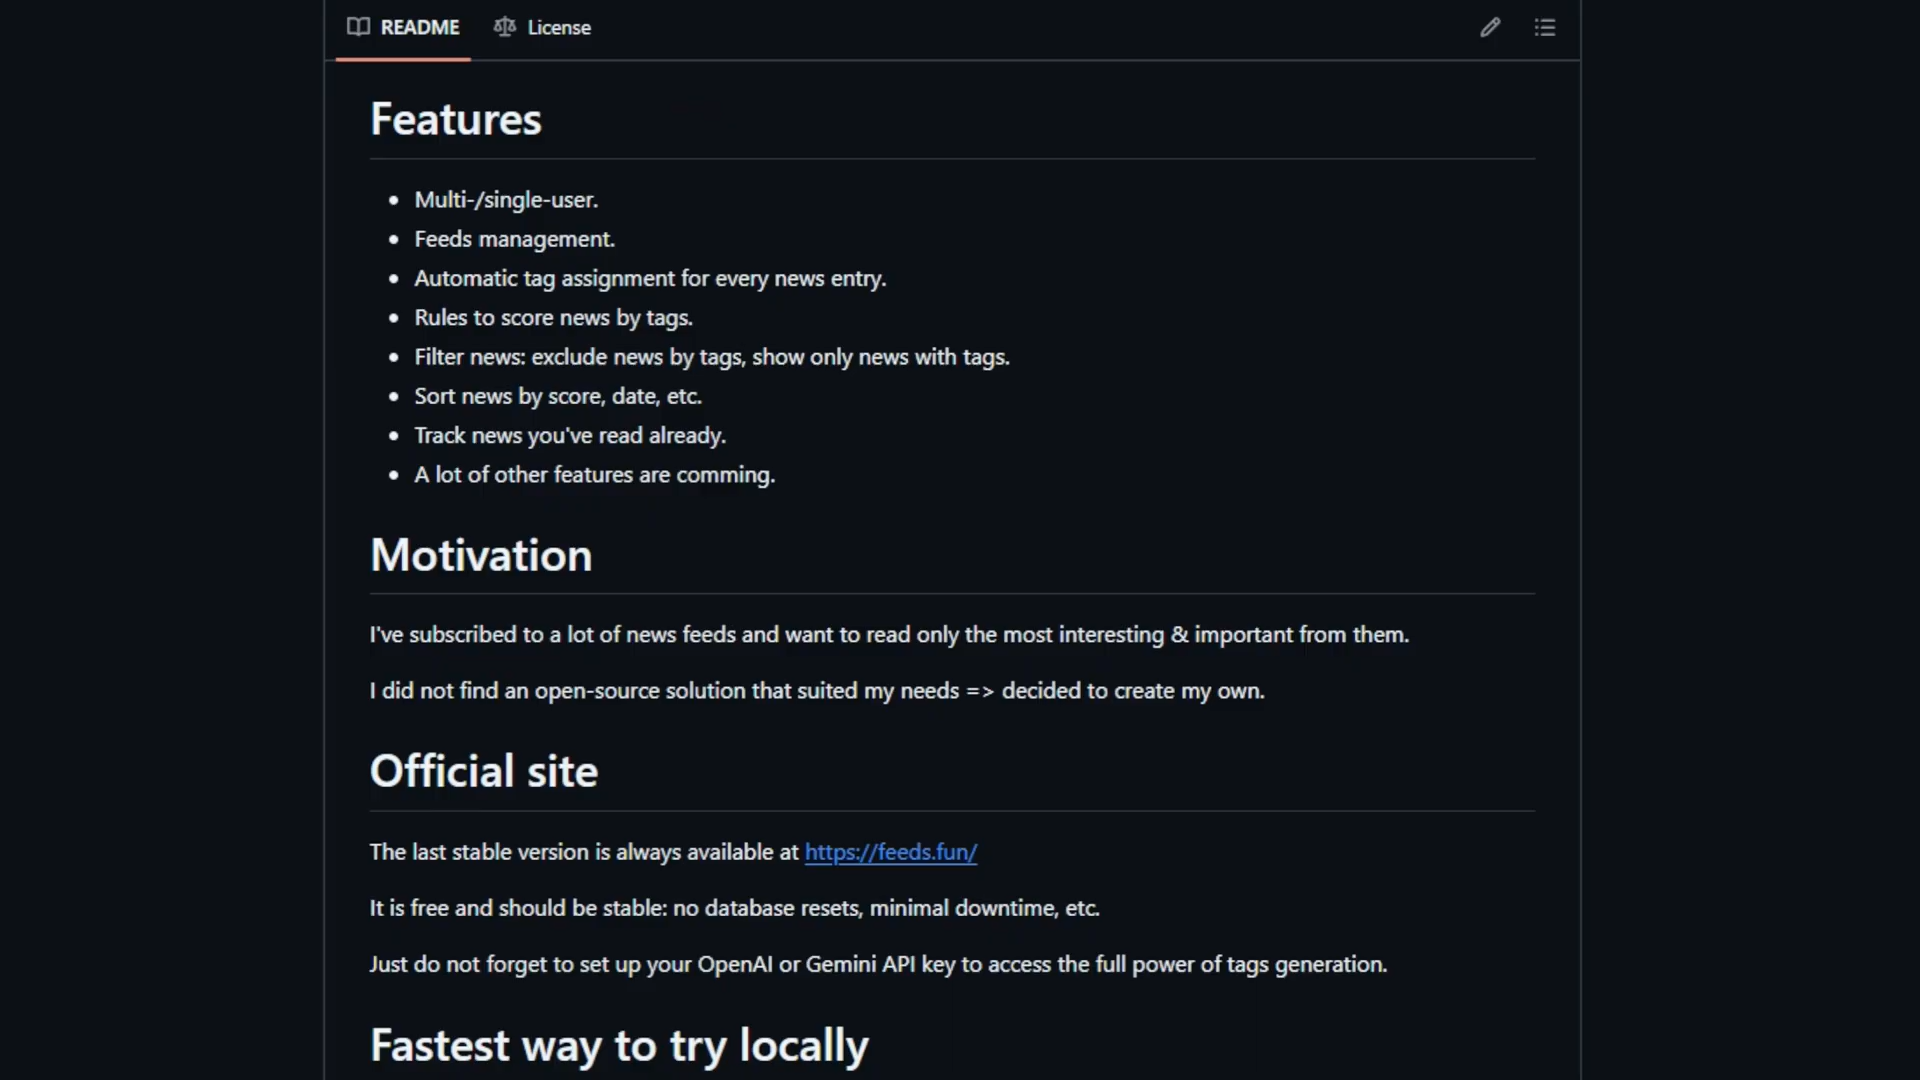 README License
Features
Multi-/single-user.
Feeds management.
Automatic tag assignment for every news entry.
Rules to score news by tags.
Filter news: exclude news by tags, show only news with tags.
Sort news by score, date, etc.
Track news you've read already.
A lot of other features are comming.
Motivation
I've subscribed to a lot of news feeds and want to read only the most interesting & important from them.
I did not find an open-source solution that suited my needs => decided to create my own.
Official site
The last stable version is always available at https://feeds.fun/
It is free and should be stable: no database resets, minimal downtime, etc.
Just do not forget to set up your OpenAI or Gemini API key to access the full power of tags generation.
Fastest way to try locally